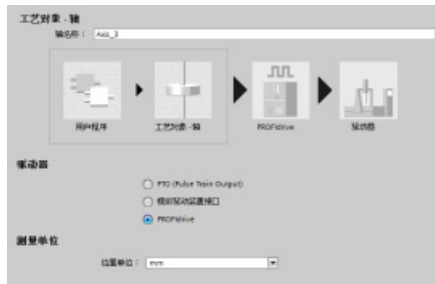 工艺对象 - 轴
轴名称： Axis_3
用户程序 工艺对象 -轴 PROFIdrive 驱动器
驱动器
PTO (Pulse Train Output)
模拟驱动装置接口
PROFIdrive
测量单位
位置单位： mm